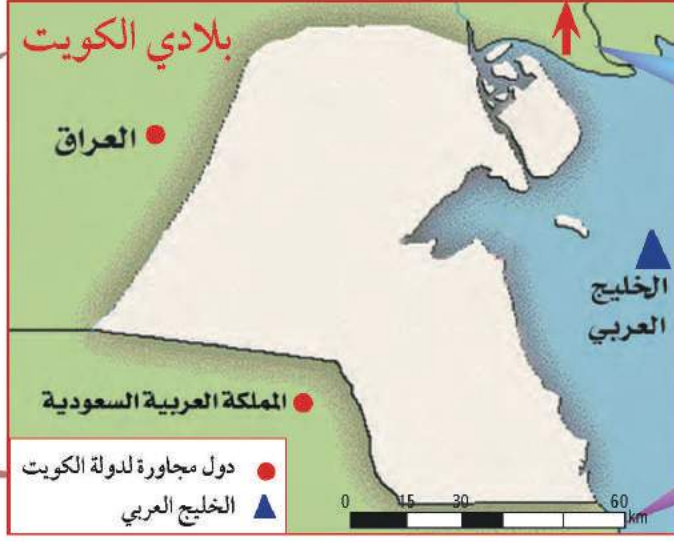 بلادي الكويت
العراق
الخليج
العربي
المملكة العربية السعودية
دول مجاورة لدولة الكويت
الخليج العربي
0 15 30 60
km